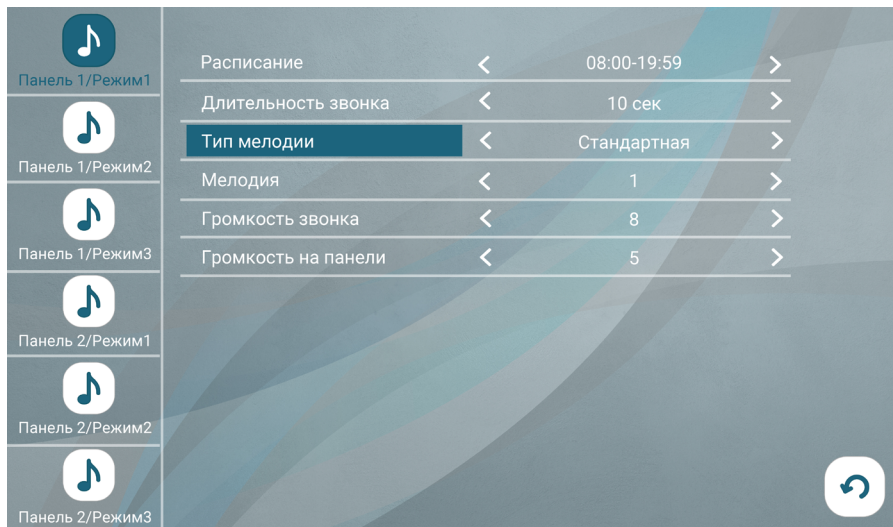 Панель 1/Режим1
Панель 1/Режим2
Панель 1/Режим3
Панель 2/Режим1
Панель 2/Режим2
Панель 2/Режим3
Расписание 08:00-19:59
Длительность звонка 10 сек
Тип мелодии Стандартная
Мелодия 1
Громкость звонка 8
Громкость на панели 5